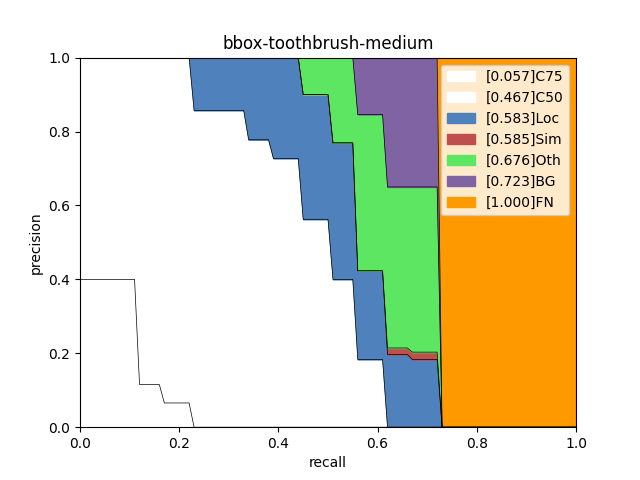 bbox-toothbrush-medium
precision
1.0
0.8
0.6
0.4
0.2
0.0
[0.057]C75
[0.467]C50
[0.583]Loc
[0.585]Sim
[0.676]Oth
[0.723]BG
[1.000]FN
0.0 0.2 0.4 0.6 0.8 1.0
recall